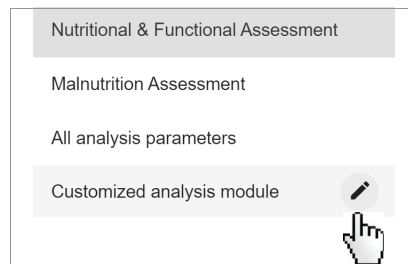 Nutritional & Functional Assessment
Malnutrition Assessment
All analysis parameters
Customized analysis module